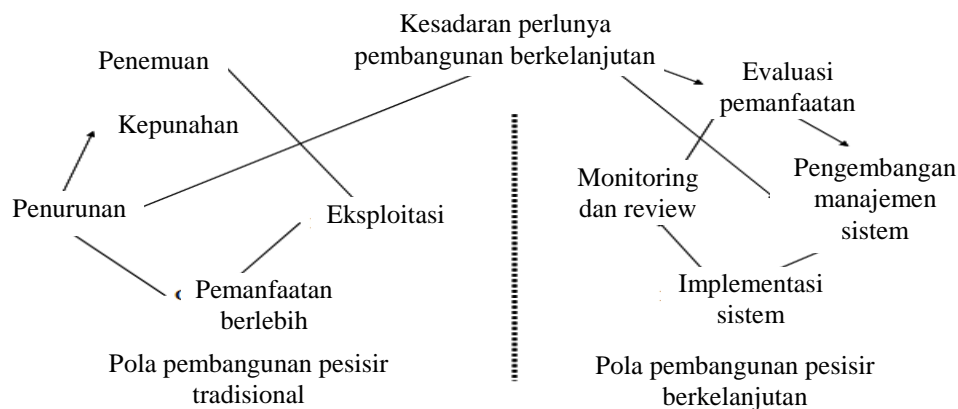 Kesadaran perlunya
pembangunan berkelanjutan
Penemuan
Kepunahan
Penurunan
Eksploitasi
Pemanfaatan
berlebih
Pola pembangunan pesisir
tradisional
Evaluasi
pemanfaatan
Monitoring
dan review
Pengembangan
manajemen
sistem
Implementasi
sistem
Pola pembangunan pesisir
berkelanjutan